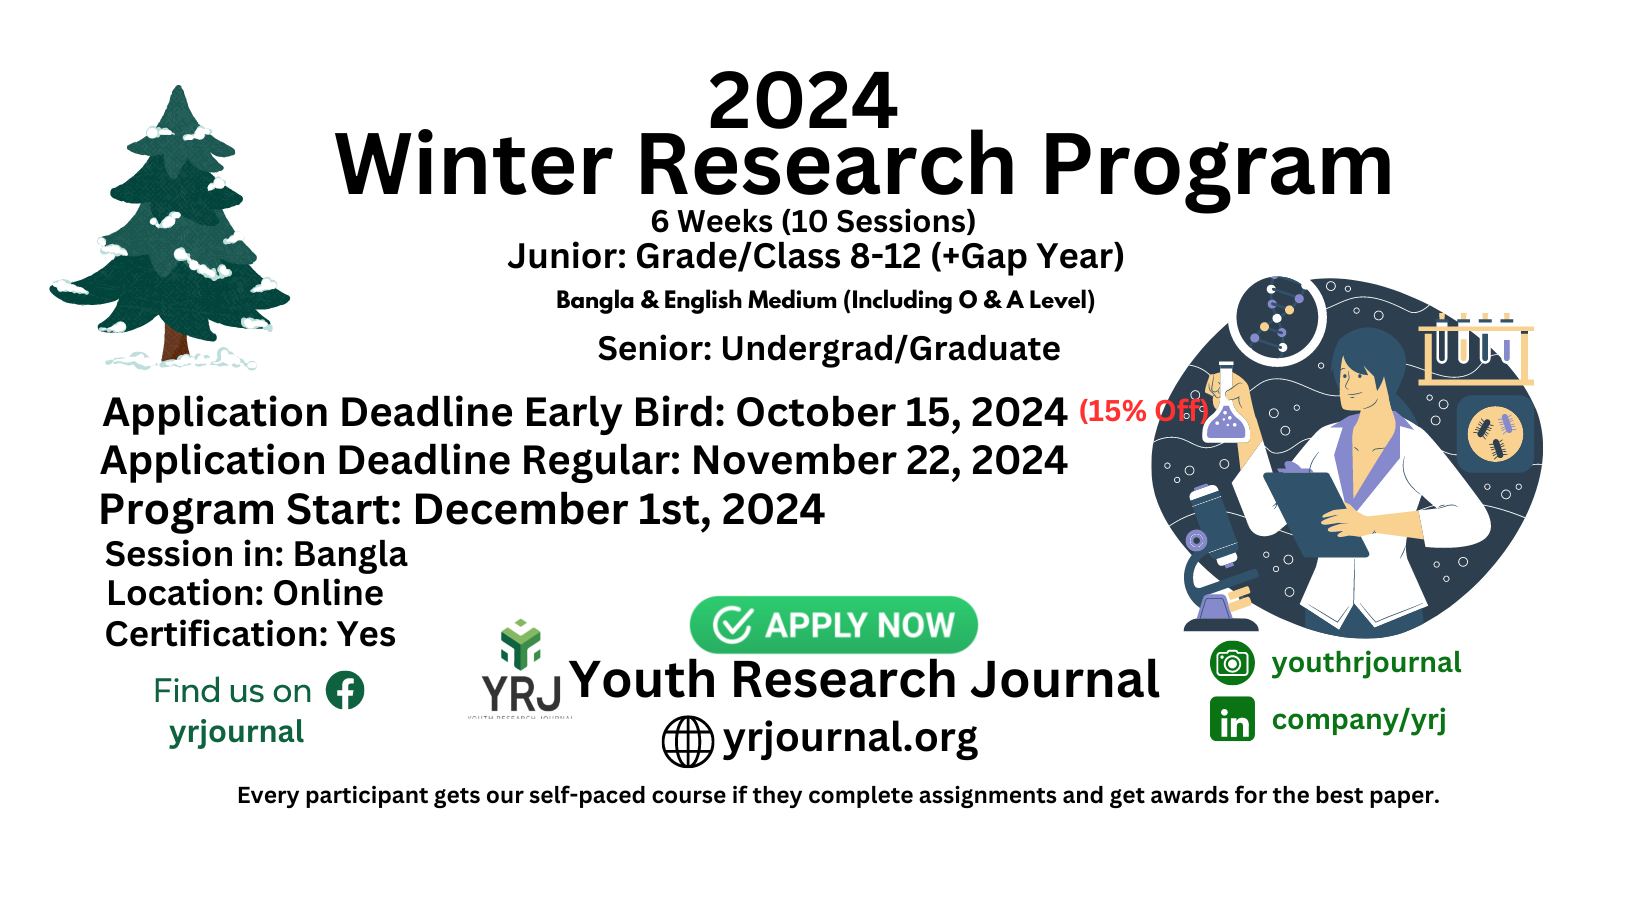 2024
Winter Research Program
6 Weeks (10 Sessions)
Junior: Grade/Class 8-12 (+Gap Year)
Bangla & English Medium (Including O & A Level)
Senior: Undergrad/Graduate
Application Deadline Early Bird: October 15, 2024 (15% Off)
Application Deadline Regular: November 22, 2024
Program Start: December 1st, 2024
Session in: Bangla
Location: Online
Certification: Yes
Find us on
yrjournal
APPLY NOW
YRJ
YOUTH RESEARCH JOURNAL
Youth Research Journal
yrjournal.org
youthrjournal
in company/yrj
Every participant gets our self-paced course if they complete assignments and get awards for the best paper.